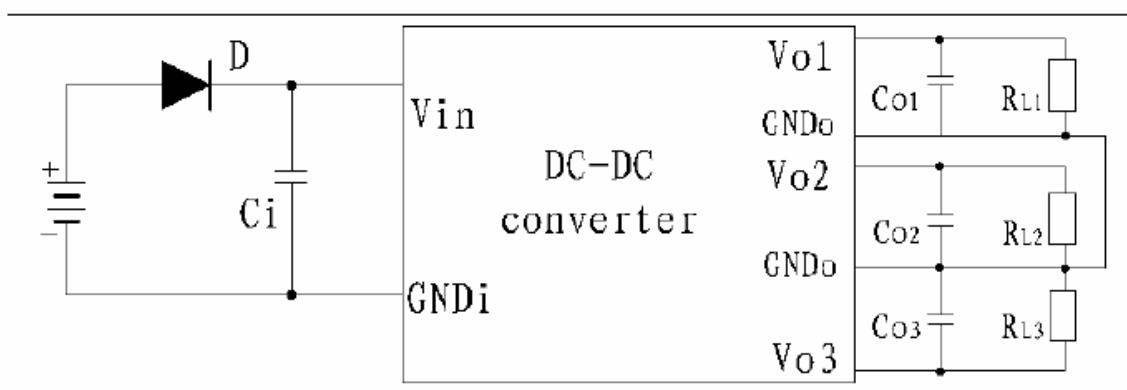 D
+
−
Ci
Vin
GNDi
DC-DC
converter
Vo1
GNDo
Vo2
GNDo
Vo3
Co1
RL1
Co2
RL2
Co3
RL3